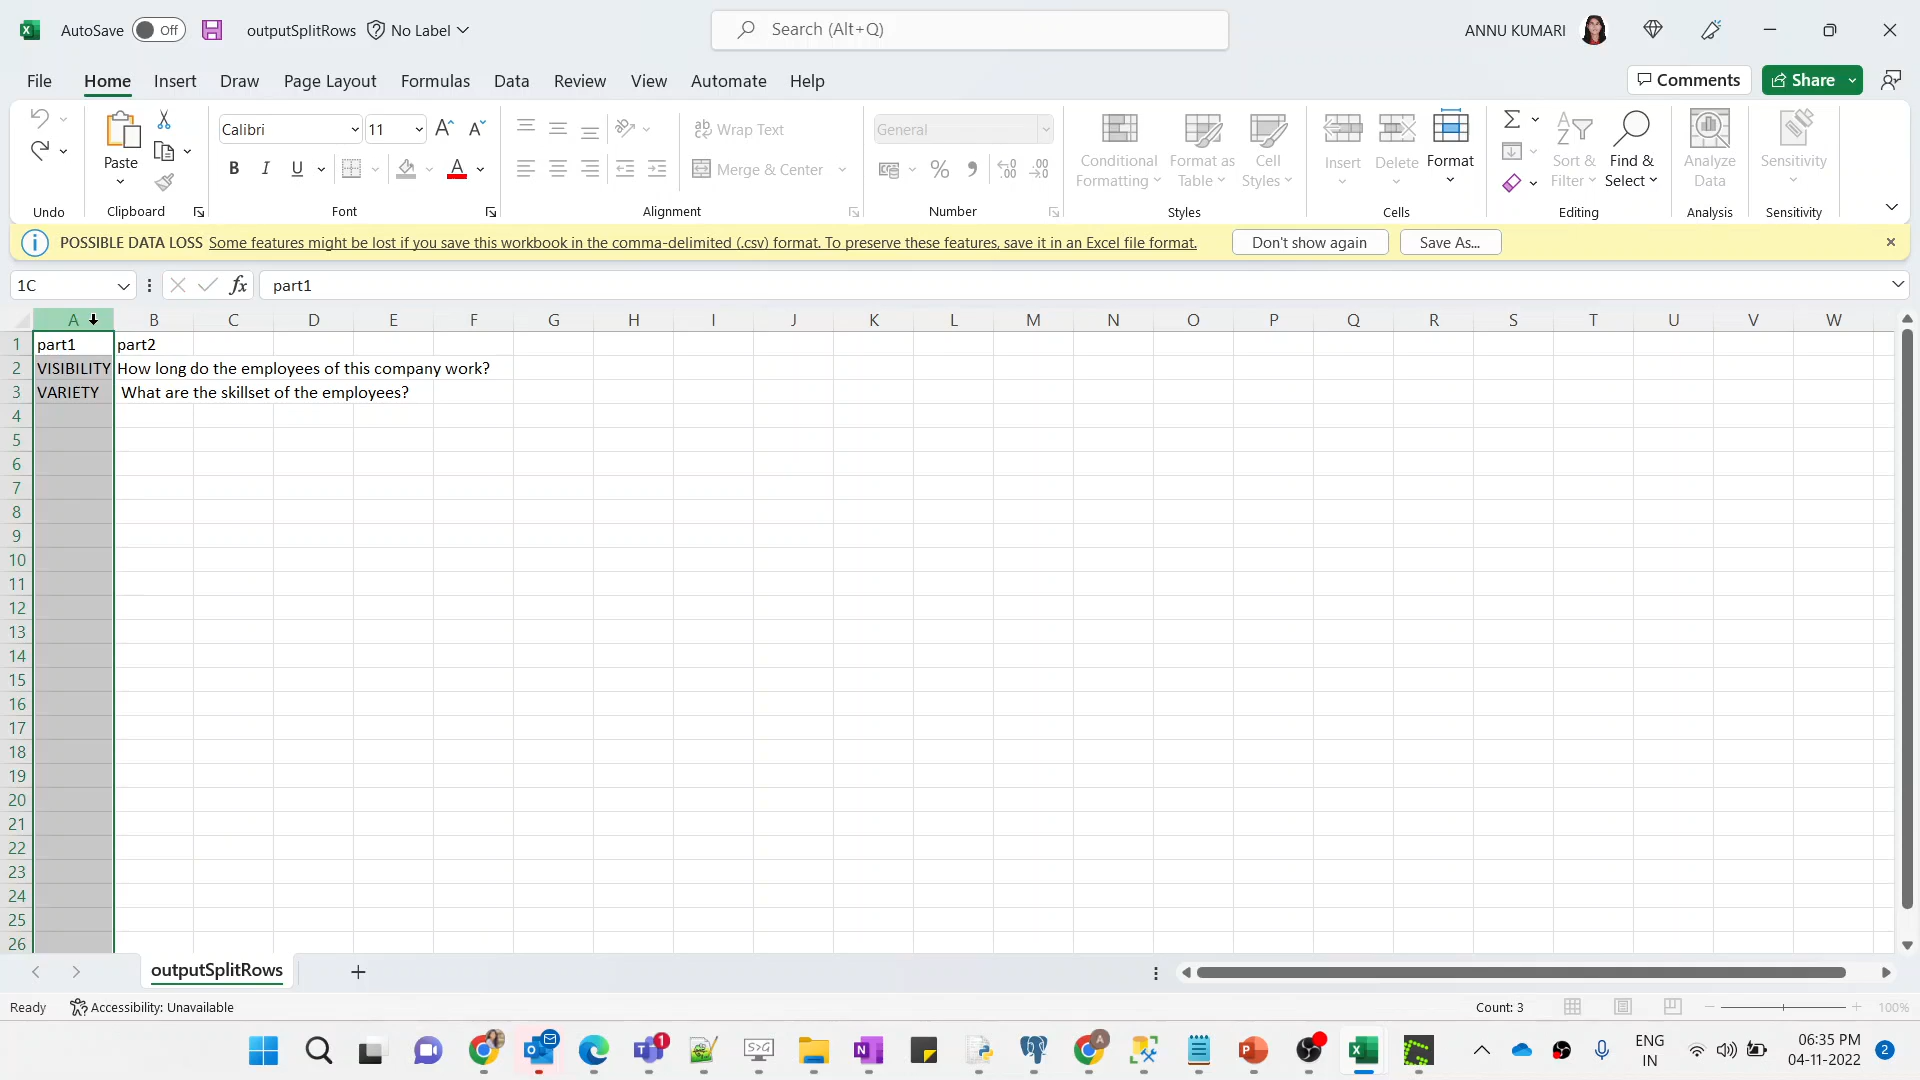 AutoSave Off outputSplitRows No Label Search (Alt+Q) ANNU KUMARI
File Home Insert Draw Page Layout Formulas Data Review View Automate Help Comments Share
Paste
Calibri 11
B I U
Wrap Text
Merge & Center
General
%
Conditional Formatting
Format as Table
Cell Styles
Insert
Delete
Format
Sort & Filter
Find & Select
Analyze Data
Sensitivity
Undo Clipboard Font Alignment Number Styles Cells Editing Analysis Sensitivity
POSSIBLE DATA LOSS Some features might be lost if you save this workbook in the comma-delimited (.csv) format. To preserve these features, save it in an Excel file format. Don't show again Save As...
1C fx part1
A B C D E F G H I J K L M N O P Q R S T U V W
1 part1 part2
2 VISIBILITY How long do the employees of this company work?
3 VARIETY What are the skillset of the employees?
4
5
6
7
8
9
10
11
12
13
14
15
16
17
18
19
20
21
22
23
24
25
26
outputSplitRows
Ready Accessibility: Unavailable Count: 3 100%
ENG 06:35 PM
IN 04-11-2022 2